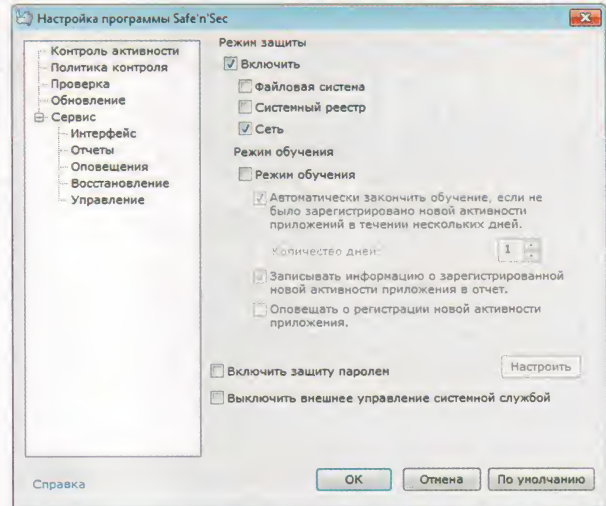 Настройка программы Safe'n'Sec
Контроль активности
Политика контроля
Проверка
Обновление
Сервис
Интерфейс
Отчеты
Оповещения
Восстановление
Управление
Режим защиты
Включить
Файловая система
Системный реестр
Сеть
Режим обучения
Режим обучения
Автоматически закончить обучение, если не
было зарегистрировано новой активности
приложений в течении нескольких дней.
Количество дней:
1
Записывать информацию о зарегистрированной
новой активности приложения в отчет.
Оповещать о регистрации новой активности
приложения.
Включить защиту паролем
Настроить
Выключить внешнее управление системной службой
Справка
OK
Отмена
По умолчанию